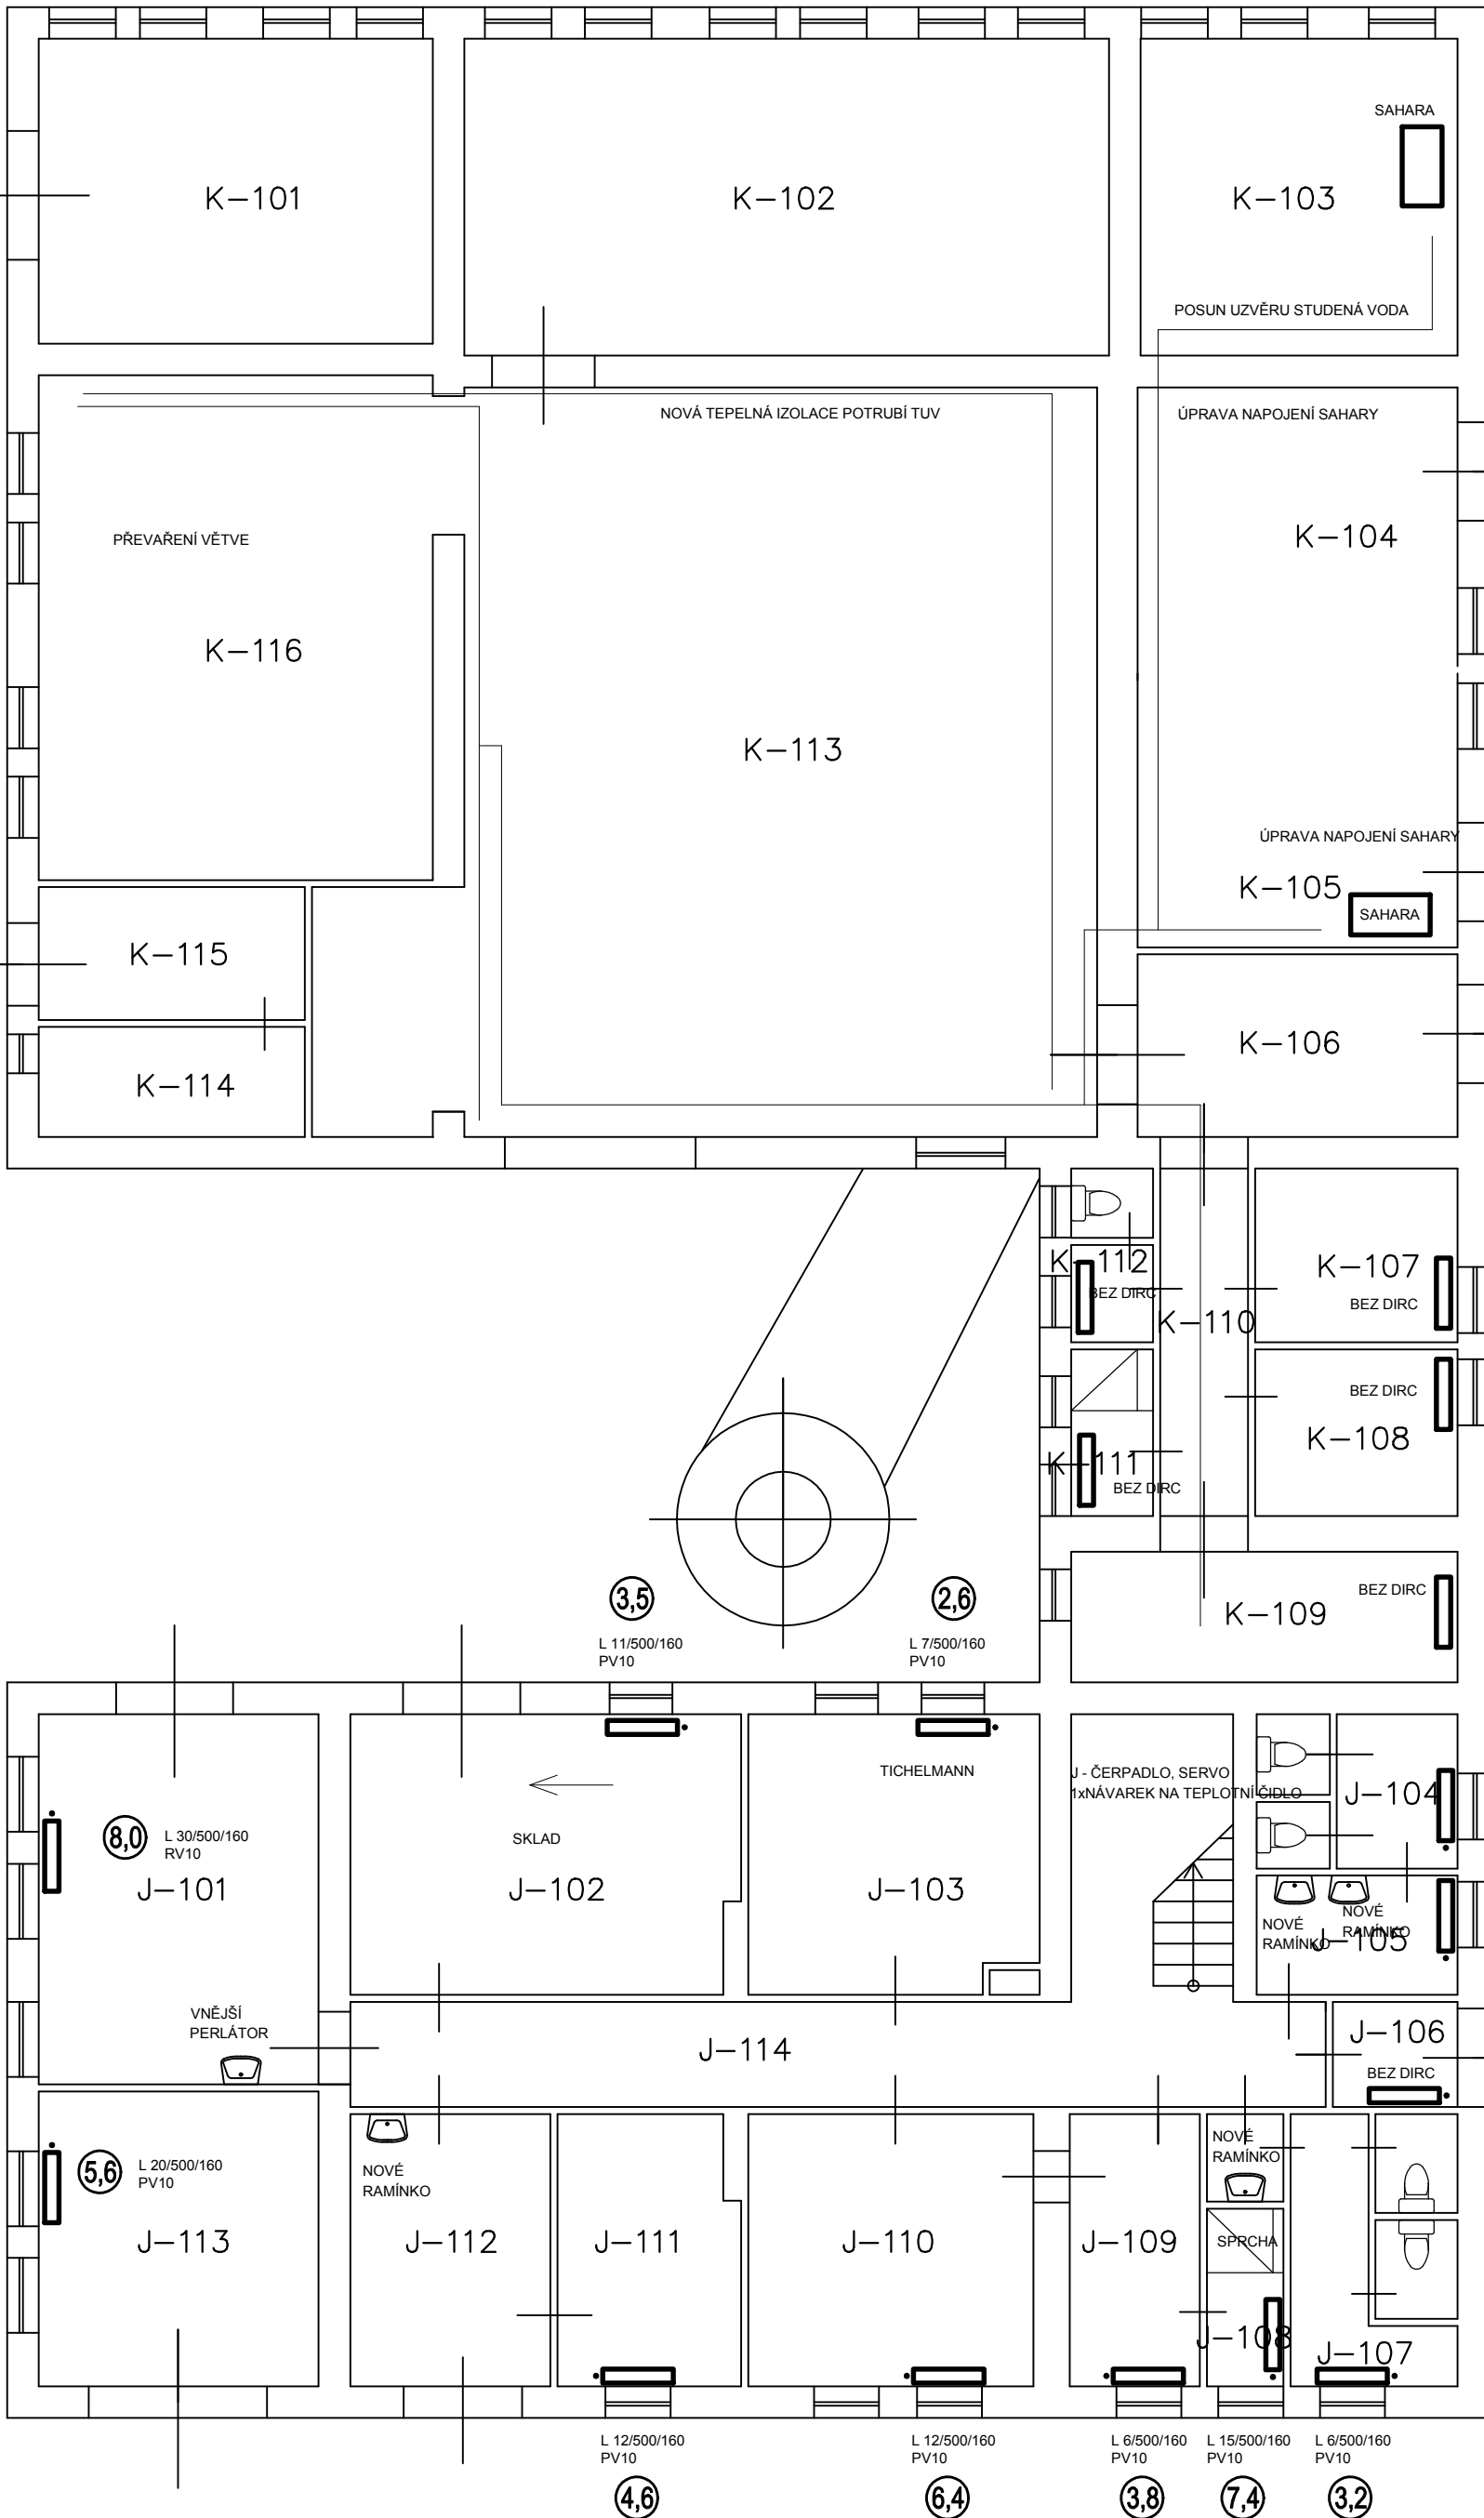 SAHARA
K-101
K-102
K-103
POSUN UZVĚRU STUDENÁ VODA
NOVÁ TEPELNÁ IZOLACE POTRUBÍ TUV
ÚPRAVA NAPOJENÍ SAHARY
PŘEVAŘENÍ VĚTVE
K-104
K-116
K-113
ÚPRAVA NAPOJENÍ SAHARY
K-105
SAHARA
K-115
K-106
K-114
K-112
BEZ DIRC
K-107
BEZ DIRC
K-110
BEZ DIRC
K-108
K-111
BEZ DIRC
3,5
2,6
BEZ DIRC
K-109
L 11/500/160
PV10
L 7/500/160
PV10
TICHELMANN
J - ČERPADLO, SERVO
1xNÁVAREK NA TEPLOTNÍ ČIDLO
J-104
8,0
L 30/500/160
RV10
SKLAD
J-101
J-102
J-103
NOVÉ
RAMÍNKO
NOVÉ
RAMÍNKO
J-105
VNĚJŠÍ
PERLÁTOR
J-114
J-106
BEZ DIRC
5,6
L 20/500/160
PV10
NOVÉ
RAMÍNKO
NOVÉ
RAMÍNKO
J-113
J-112
J-111
J-110
J-109
SPRCHA
J-108
J-107
L 12/500/160
PV10
L 12/500/160
PV10
L 6/500/160
PV10
L 15/500/160
PV10
L 6/500/160
PV10
4,6
6,4
3,8
7,4
3,2